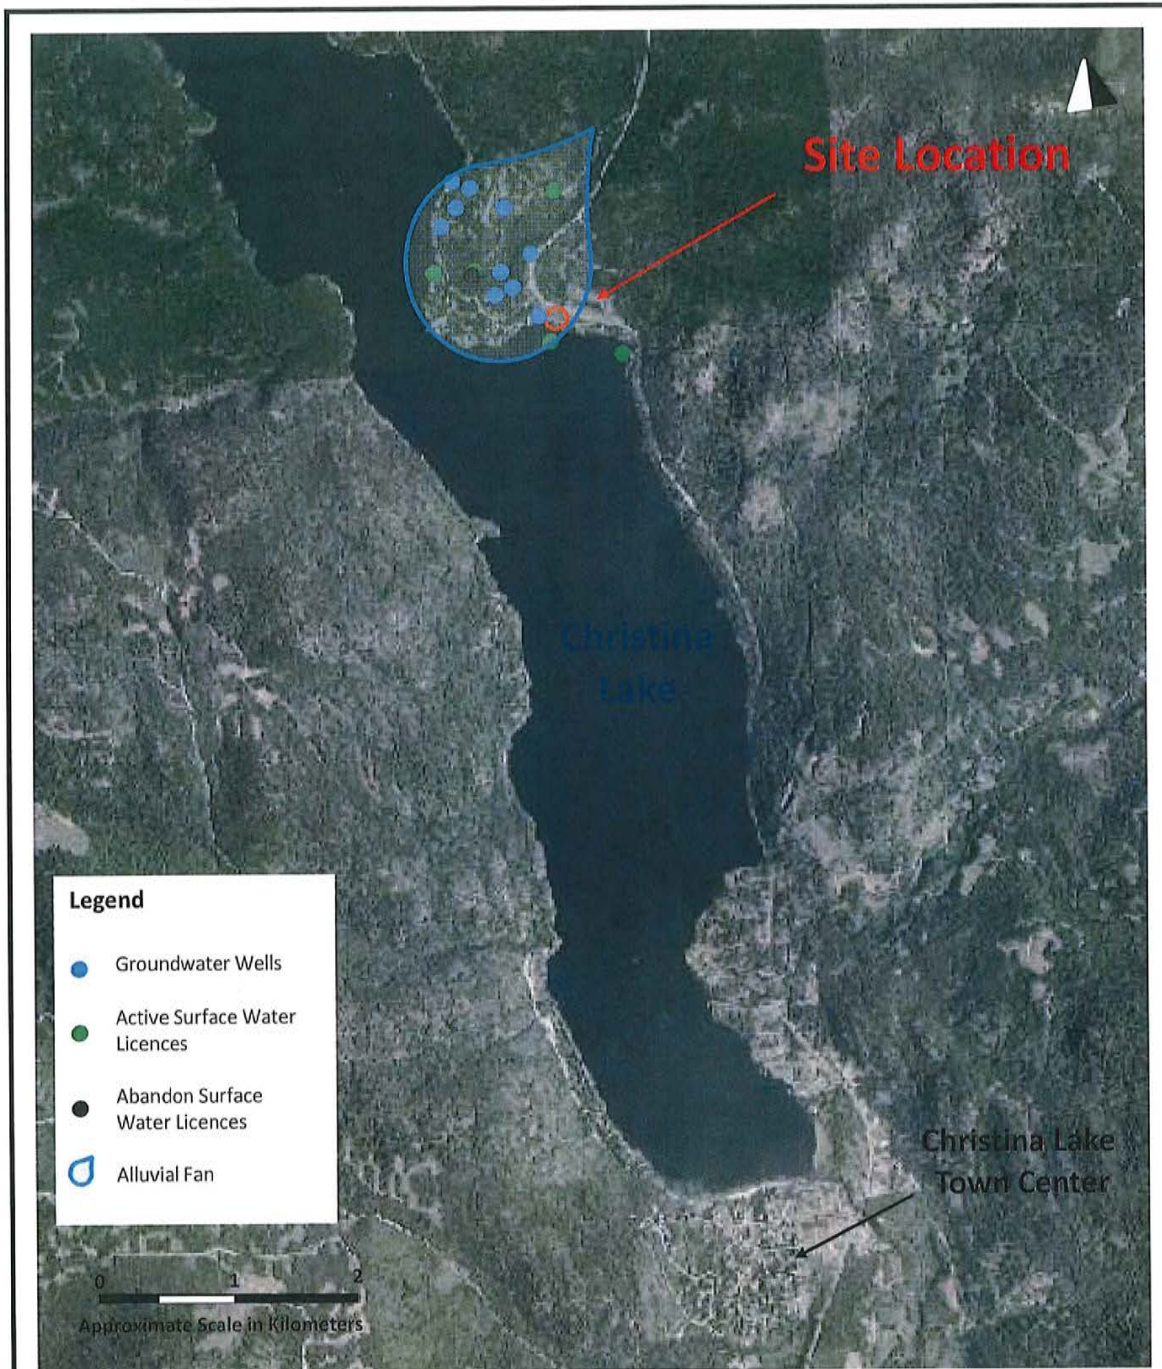 Site Location
Christina
Lake
Legend
Groundwater Wells
Active Surface Water
Licences
Abandon Surface
Water Licences
Alluvial Fan
Christina Lake
Town Center
0 1 2
Approximate Scale in Kilometers